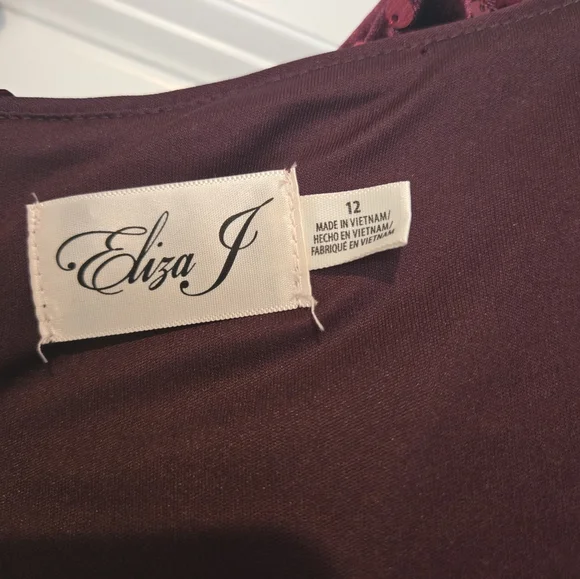 Eliza J
12
MADE IN VIETNAM/
HECHO EN VIETNAM/
FABRIQUÉ EN VIETNAM